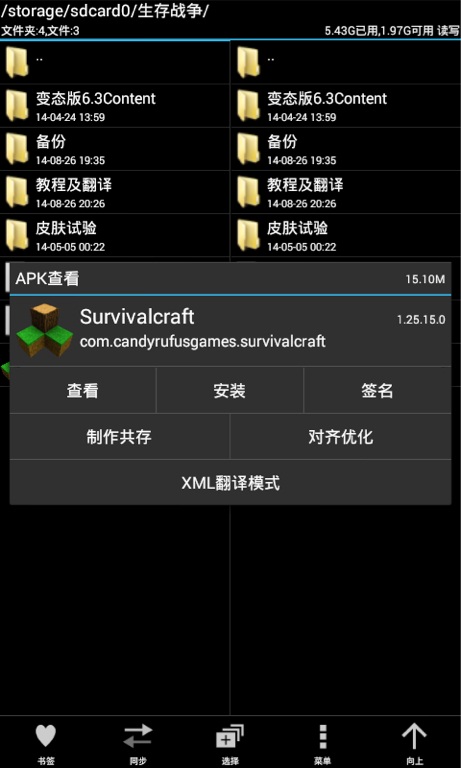 /storage/sdcard0/生存战争/
文件夹:4,文件:3
5.43G已用,1.97G可用 读写
..
变态版6.3Content
14-04-24 13:59
备份
14-08-26 19:35
教程及翻译
14-08-26 20:26
皮肤试验
14-05-05 00:22
..
变态版6.3Content
14-04-24 13:59
备份
14-08-26 19:35
教程及翻译
14-08-26 20:26
皮肤试验
14-05-05 00:22
APK查看
15.10M
Survivalcraft
1.25.15.0
com.candyrufusgames.survivalcraft
查看
安装
签名
制作共存
对齐优化
XML翻译模式
书签
同步
选择
菜单
向上